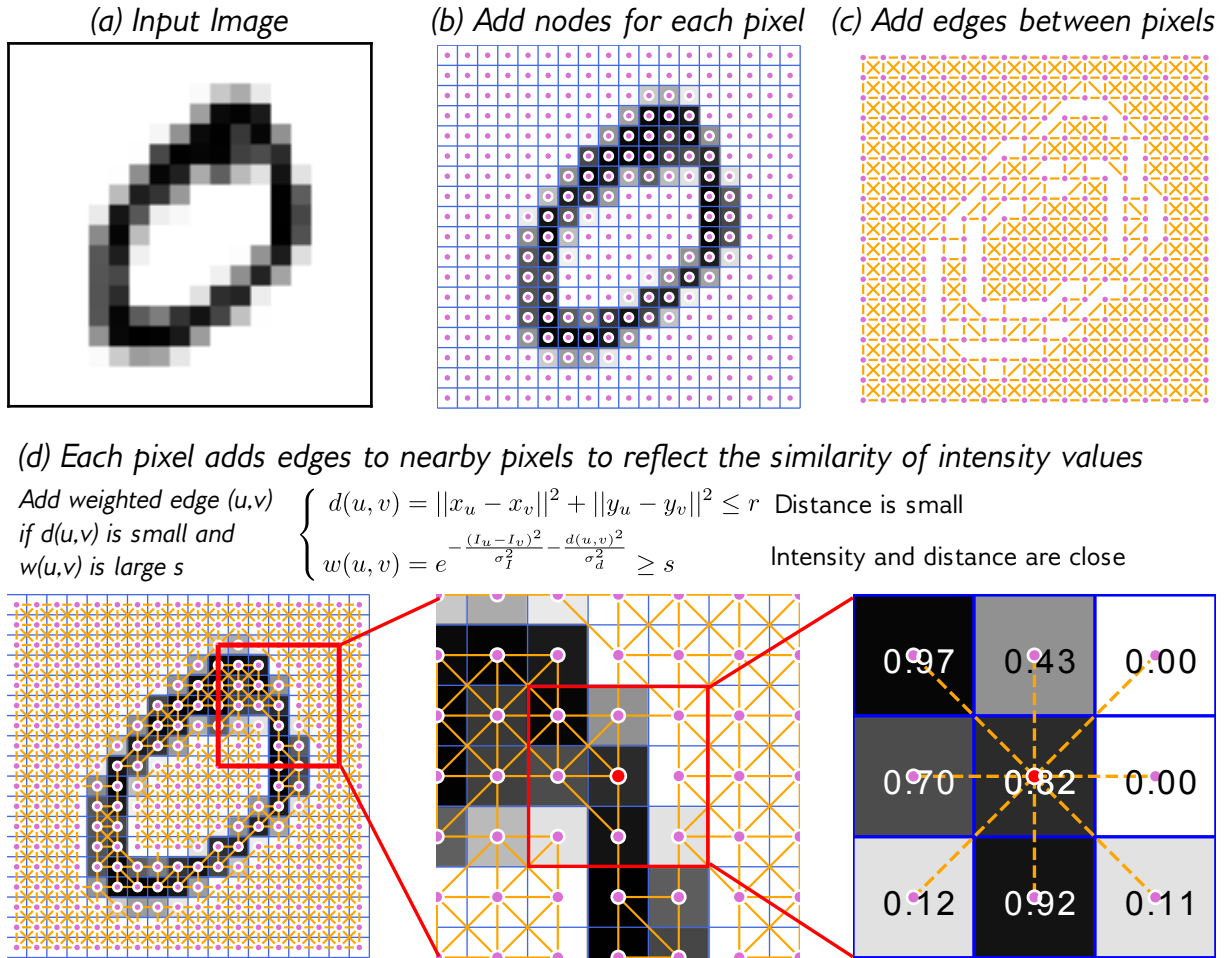 (a) Input Image
(b) Add nodes for each pixel
(c) Add edges between pixels
(d) Each pixel adds edges to nearby pixels to reflect the similarity of intensity values
Add weighted edge (u,v)
if d(u,v) is small and
w(u,v) is large s
d(u, v) = ||x_u − x_v||^2 + ||y_u − y_v||^2 ≤ r Distance is small
w(u, v) = e^{−\frac{(I_u−I_v)^2}{σ_I^2}−\frac{d(u,v)^2}{σ_d^2}} ≥ s Intensity and distance are close
0.97 0.43 0.00
0.70 0.82 0.00
0.12 0.92 0.11